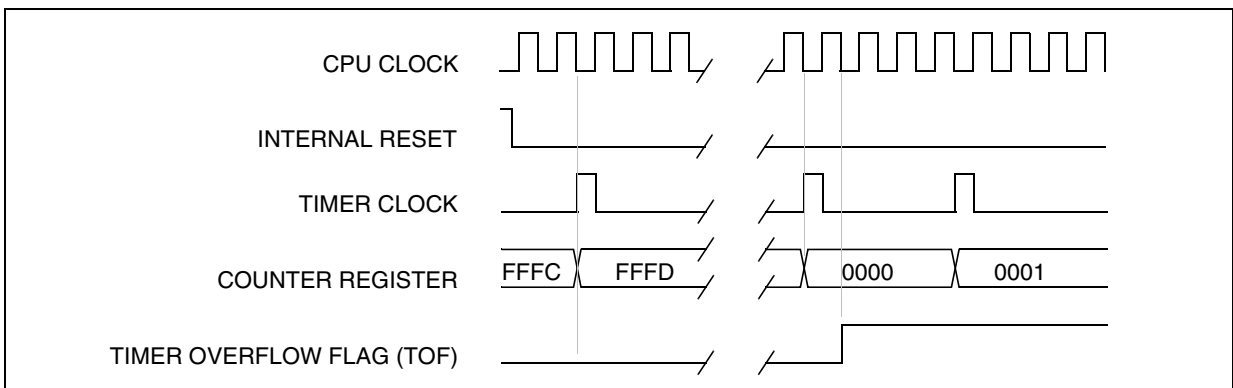 CPU CLOCK
INTERNAL RESET
TIMER CLOCK
COUNTER REGISTER FFFC FFFD 0000 0001
TIMER OVERFLOW FLAG (TOF)